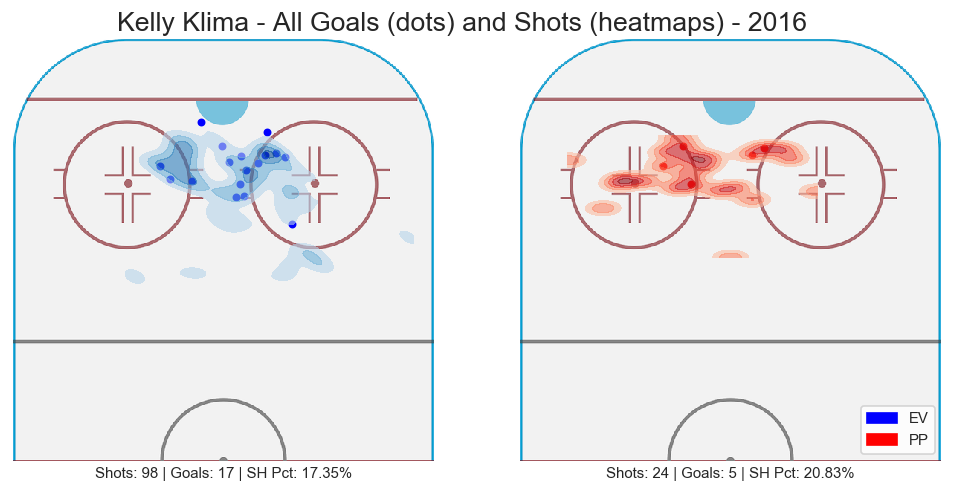 Kelly Klima - All Goals (dots) and Shots (heatmaps) - 2016
EV
PP
Shots: 98 | Goals: 17 | SH Pct: 17.35%
Shots: 24 | Goals: 5 | SH Pct: 20.83%